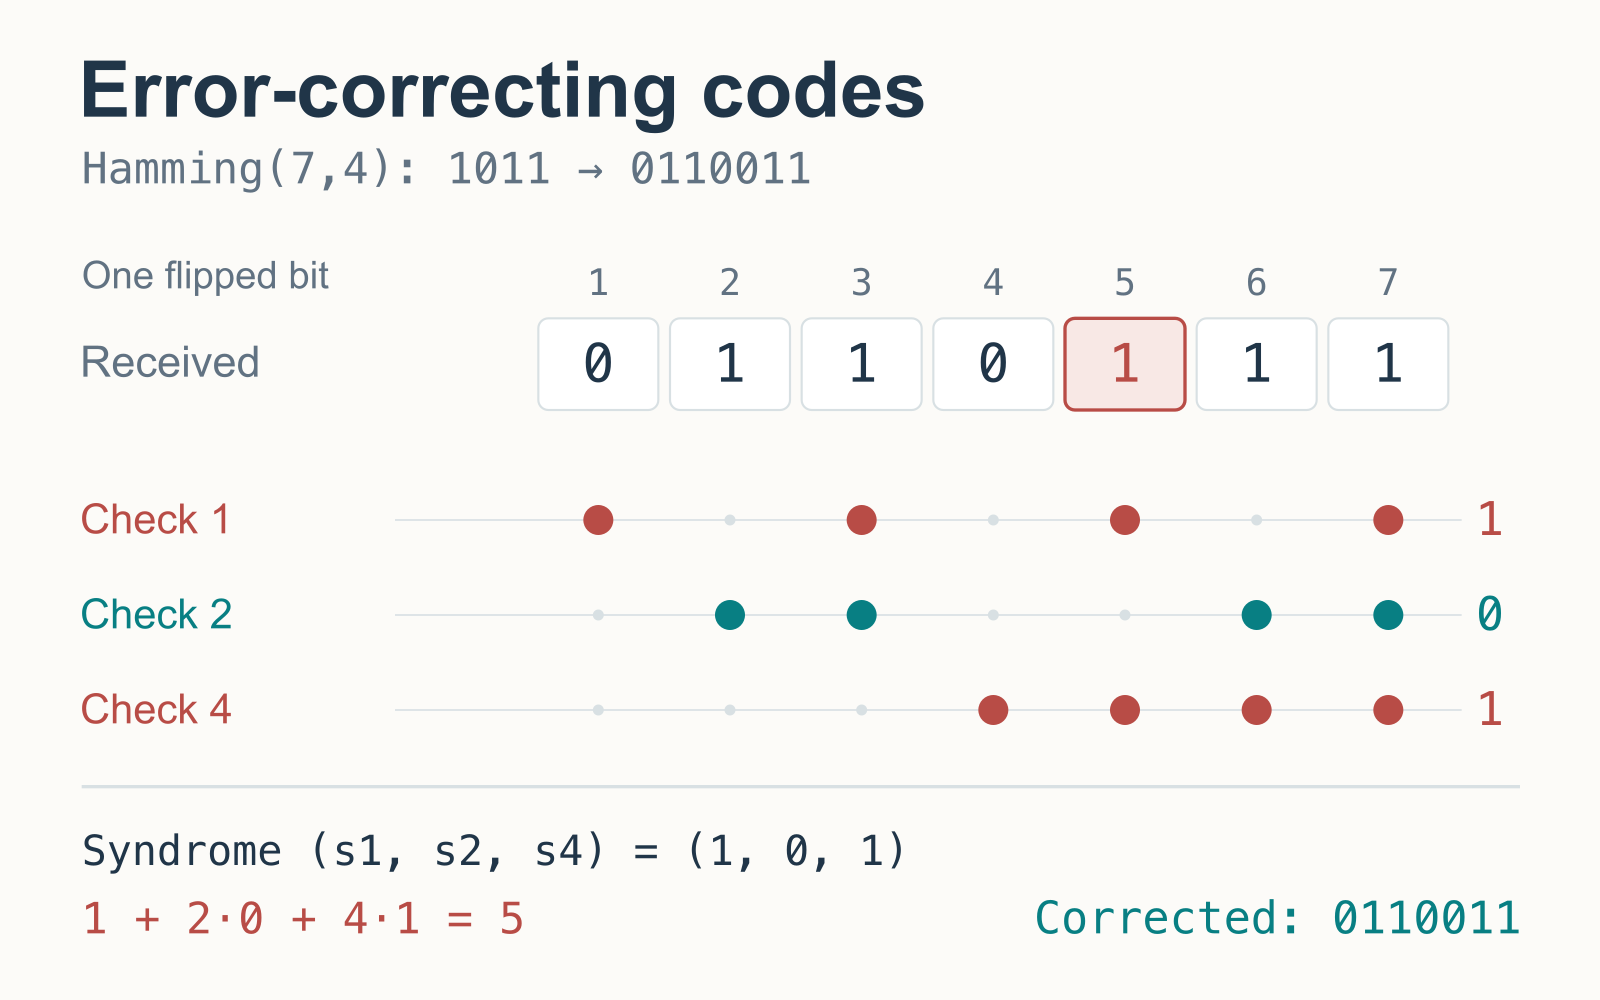 Error-correcting codes
Hamming(7,4): 1011 → 0110011
One flipped bit 1 2 3 4 5 6 7
Received 0 1 1 0 1 1 1
Check 1 1
Check 2 0
Check 4 1
Syndrome (s1, s2, s4) = (1, 0, 1)
1 + 2·0 + 4·1 = 5 Corrected: 0110011